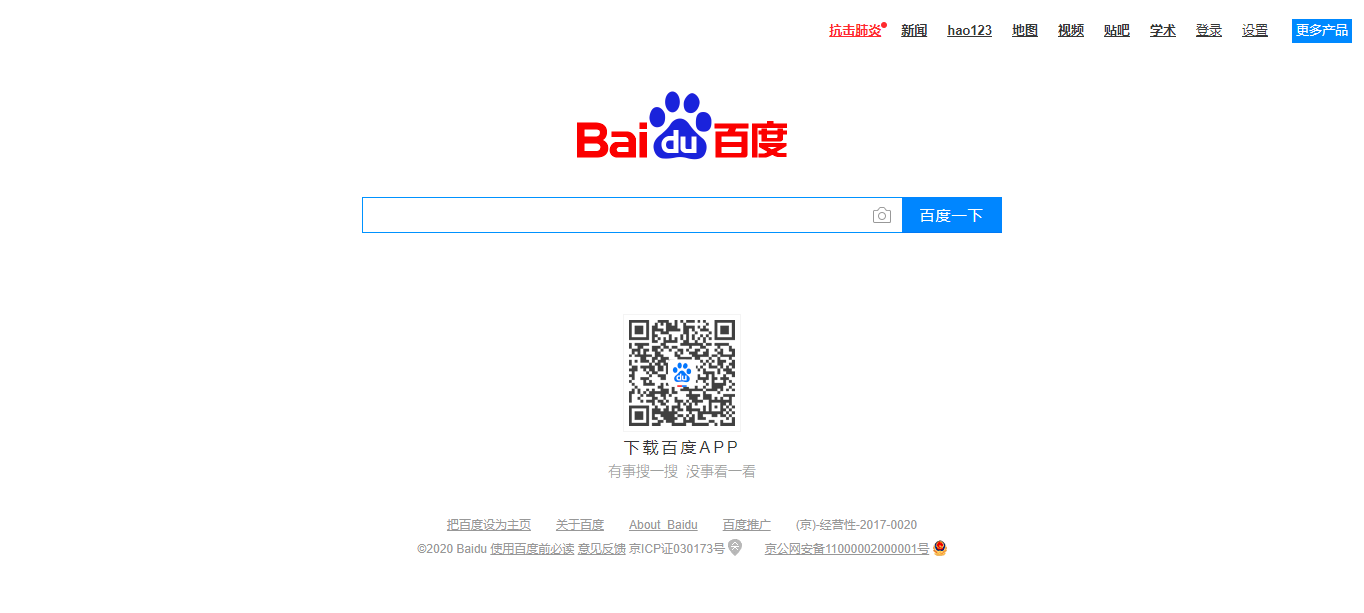 抗击肺炎 新闻 hao123 地图 视频 贴吧 学术 登录 设置 更多产品
Bai du 百度
百度一下
du
下载百度APP
有事搜一搜 没事看一看
把百度设为主页 关于百度 About Baidu 百度推广 (京)-经营性-2017-0020
©2020 Baidu 使用百度前必读 意见反馈 京ICP证030173号 京公网安备11000002000001号